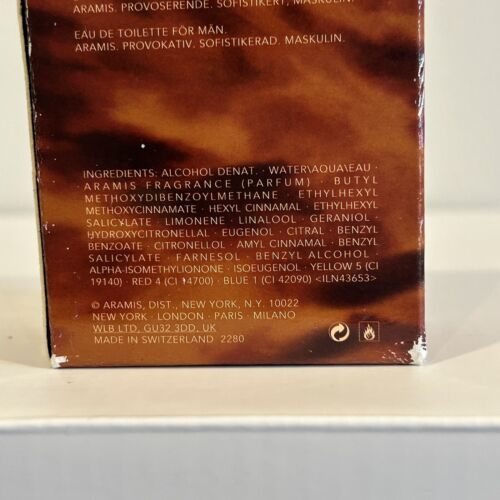 ARAMIS. PROVOSERENDE. SOFISTIKERT, MASKULIN.
EAU DE TOILETTE FÖR MÄN.
ARAMIS. PROVOKATIV. SOFISTIKERAD. MASKULIN.
INGREDIENTS: ALCOHOL DENAT. · WATER\AQUA\EAU ·
ARAMIS FRAGRANCE (PARFUM) · BUTYL
METHOXYDIBENZOYLMETHANE · ETHYLHEXYL
METHOXYCINNAMATE · HEXYL CINNAMAL · ETHYLHEXYL
SALICYLATE · LIMONENE · LINALOOL · GERANIOL ·
HYDROXYCITRONELLAL · EUGENOL · CITRAL · BENZYL
BENZOATE · CITRONELLOL · AMYL CINNAMAL · BENZYL
SALICYLATE · FARNESOL · BENZYL ALCOHOL ·
ALPHA-ISOMETHYLIONONE · ISOEUGENOL · YELLOW 5 (CI
19140) · RED 4 (CI 14700) · BLUE 1 (CI 42090) <ILN43653>
© ARAMIS, DIST., NEW YORK, N.Y. 10022
NEW YORK · LONDON · PARIS · MILANO
WLB LTD, GU32 3DD, UK
MADE IN SWITZERLAND 2280